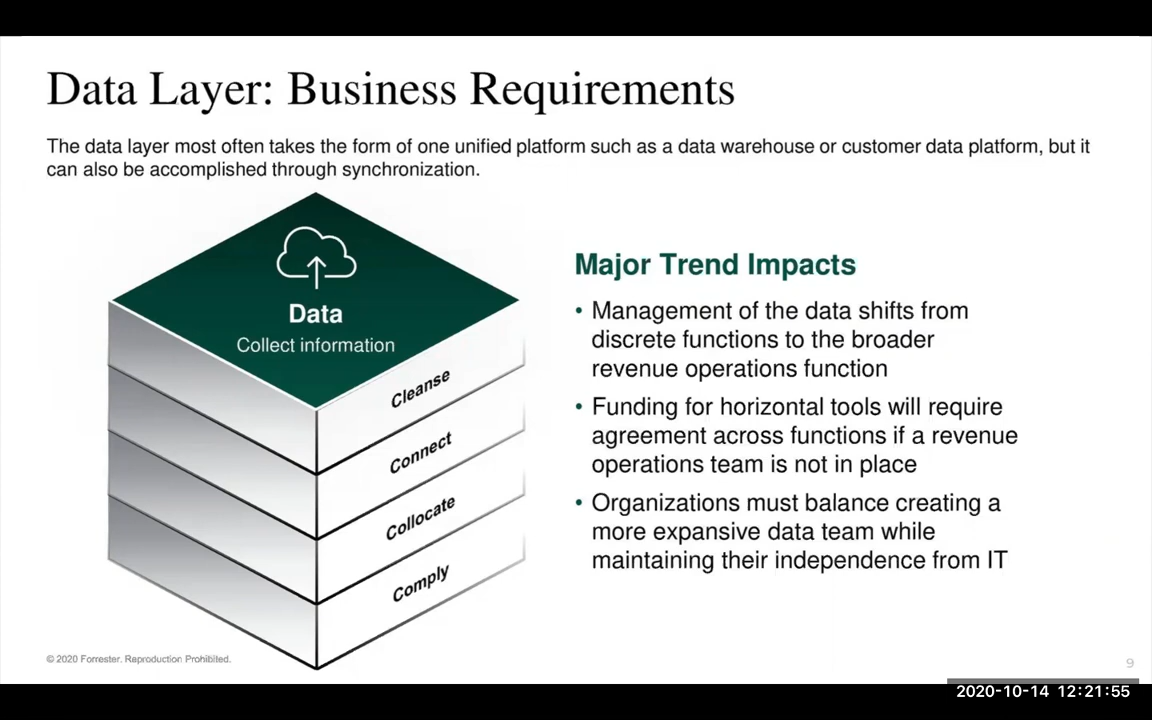 Data Layer: Business Requirements
The data layer most often takes the form of one unified platform such as a data warehouse or customer data platform, but it
can also be accomplished through synchronization.
Data
Collect information
Cleanse
Connect
Collocate
Comply
Major Trend Impacts
• Management of the data shifts from
discrete functions to the broader
revenue operations function
• Funding for horizontal tools will require
agreement across functions if a revenue
operations team is not in place
• Organizations must balance creating a
more expansive data team while
maintaining their independence from IT
© 2020 Forrester. Reproduction Prohibited.
9
2020-10-14 12:21:55